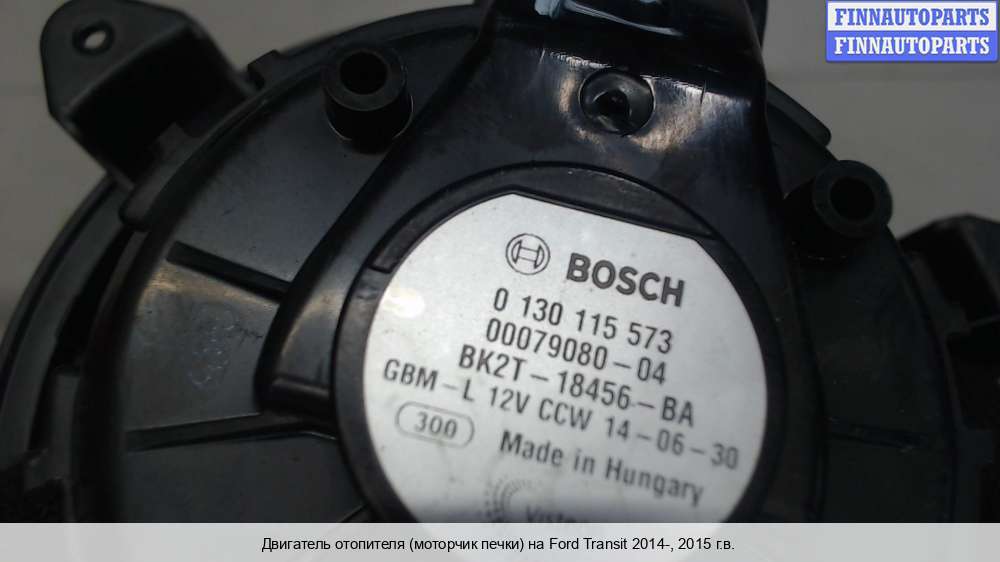 FINNAUTOPARTS
FINNAUTOPARTS
BOSCH
0 130 115 573
00079080-04
BK2T-18456-BA
GBM-L 12V CCW 14-06-30
300
Made in Hungary
Двигатель отопителя (моторчик печки) на Ford Transit 2014-, 2015 г.в.